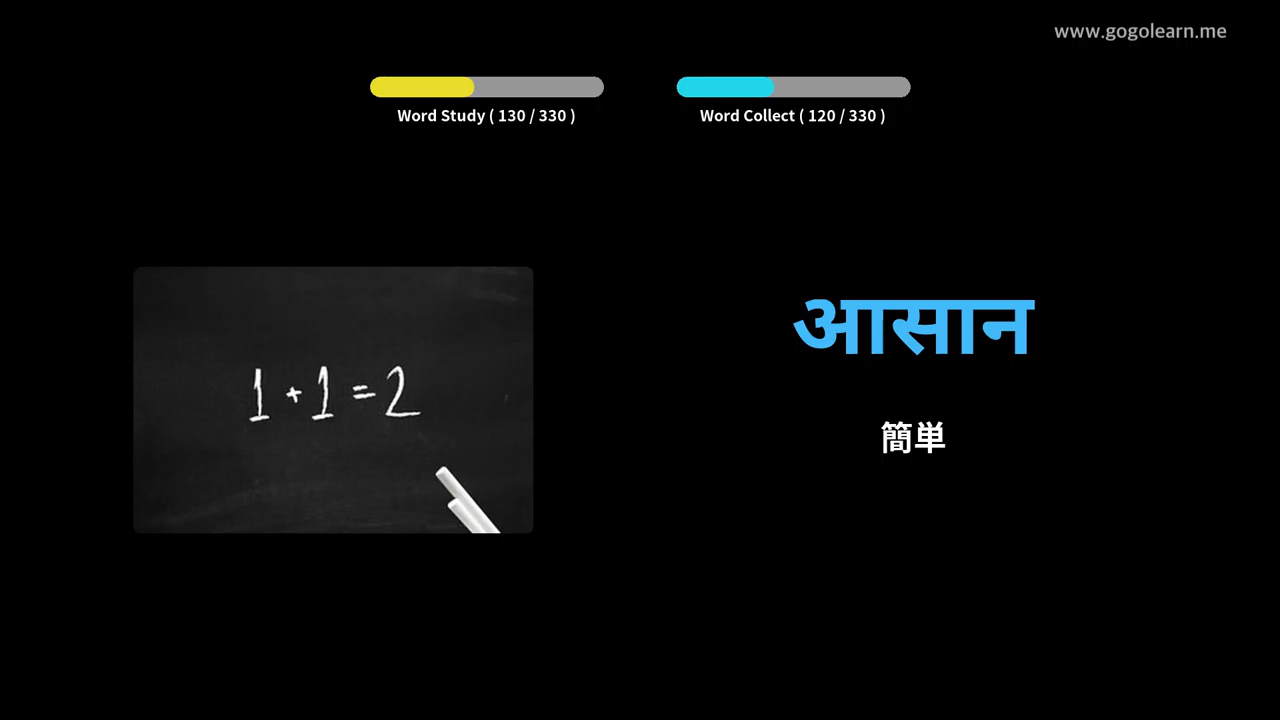 www.gogolearn.me
Word Study ( 130 / 330 )
Word Collect ( 120 / 330 )
1 + 1 = 2
आसान
簡単